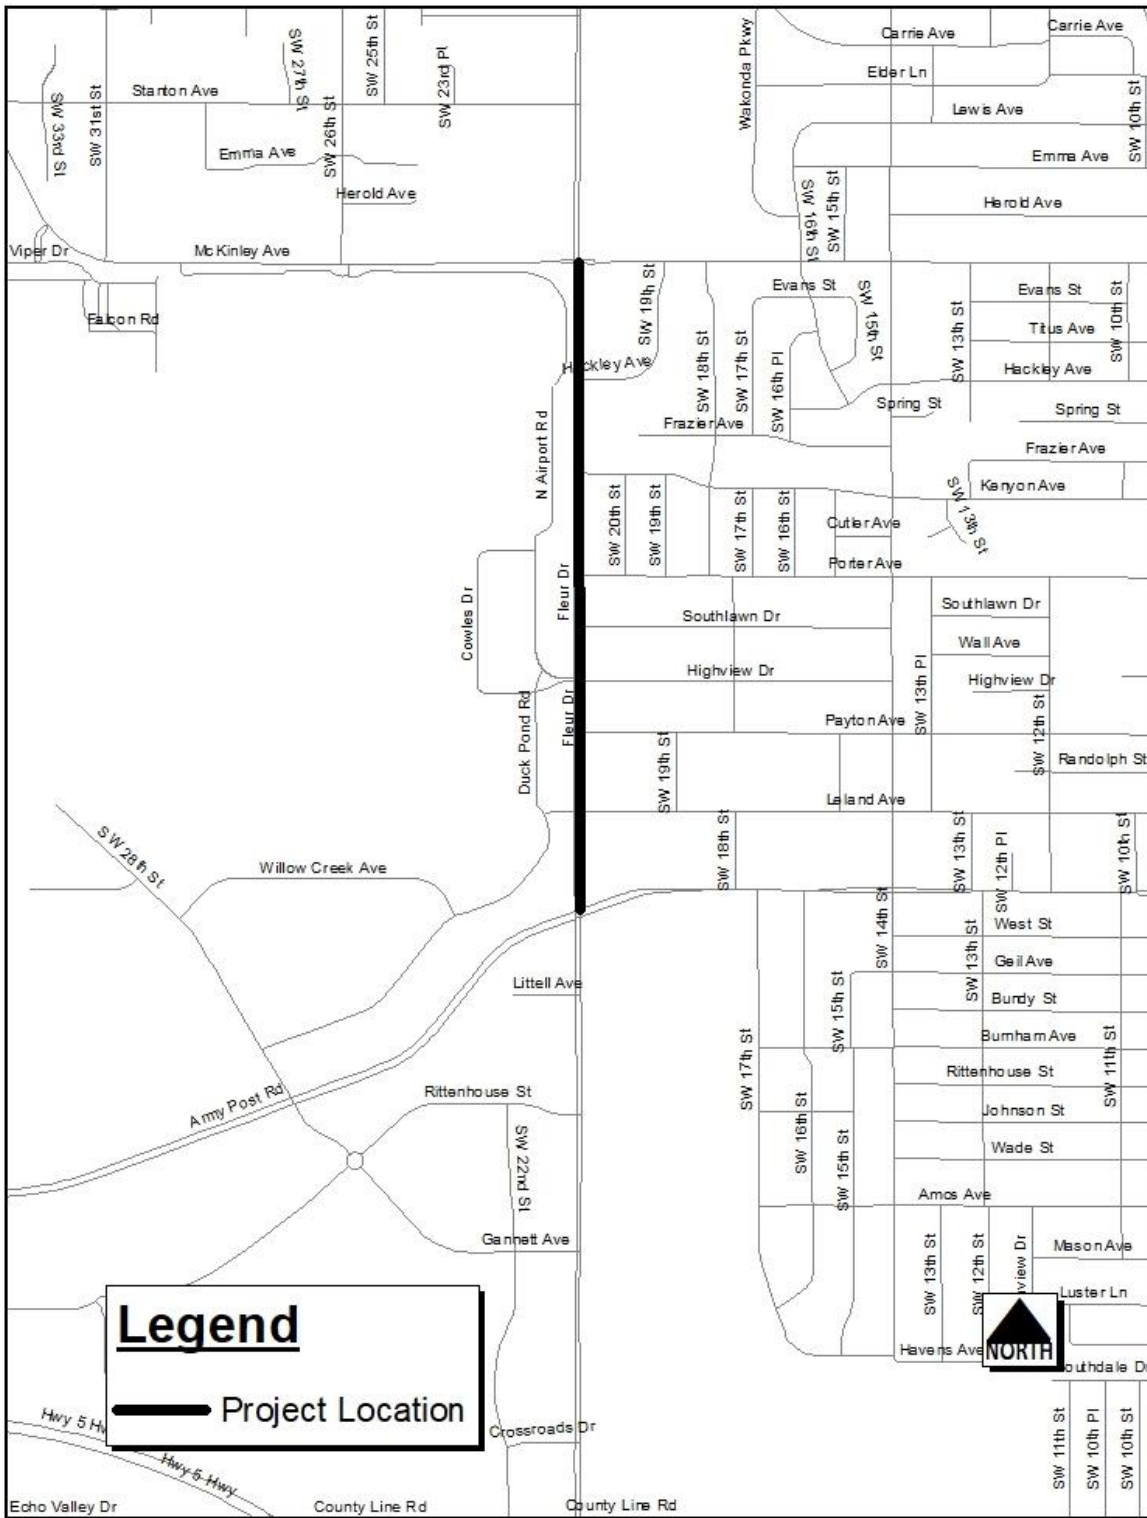 Carrie Ave
Carrie Ave
SW 27th St
SW 25th St
SW 23rd Pl
Wakonda Pkwy
Elder Ln
Stanton Ave
SW 33rd St
SW 31st St
SW 26th St
Lewis Ave
SW 10th St
Emma Ave
Emma Ave
Herold Ave
SW 16th St
SW 15th St
Herold Ave
Viper Dr
McKinley Ave
Falcon Rd
SW 19th St
Evans St
SW 15th St
SW 13th St
Evans St
SW 10th St
Titus Ave
Hackley Ave
SW 18th St
SW 17th St
SW 16th Pl
Hackley Ave
Spring St
Spring St
Frazier Ave
Frazier Ave
N Airport Rd
Kenyon Ave
SW 20th St
SW 19th St
SW 17th St
SW 16th St
Cutler Ave
SW 13th St
Porter Ave
Cowles Dr
Fleur Dr
Southlawn Dr
Southlawn Dr
Wall Ave
Highview Dr
SW 13th Pl
Highview Dr
Duck Pond Rd
Fleur Dr
Payton Ave
SW 12th St
SW 19th St
Randolph St
Leland Ave
SW 28th St
Willow Creek Ave
SW 18th St
SW 13th St
SW 12th Pl
SW 10th St
SW 14th St
West St
SW 13th St
Geil Ave
Littell Ave
SW 15th St
Bundy St
SW 17th St
Burnham Ave
SW 11th St
Army Post Rd
Rittenhouse St
Rittenhouse St
SW 16th St
Johnson St
SW 22nd St
SW 15th St
Wade St
Amos Ave
Gannett Ave
SW 13th St
SW 12th St
view Dr
Mason Ave
Luster Ln
Legend
Project Location
Havens Ave
NORTH
outhdale D
Hwy 5 Hw
Hwy 5 Hwy
Crossroads Dr
SW 11th St
SW 10th Pl
SW 10th St
Echo Valley Dr
County Line Rd
County Line Rd